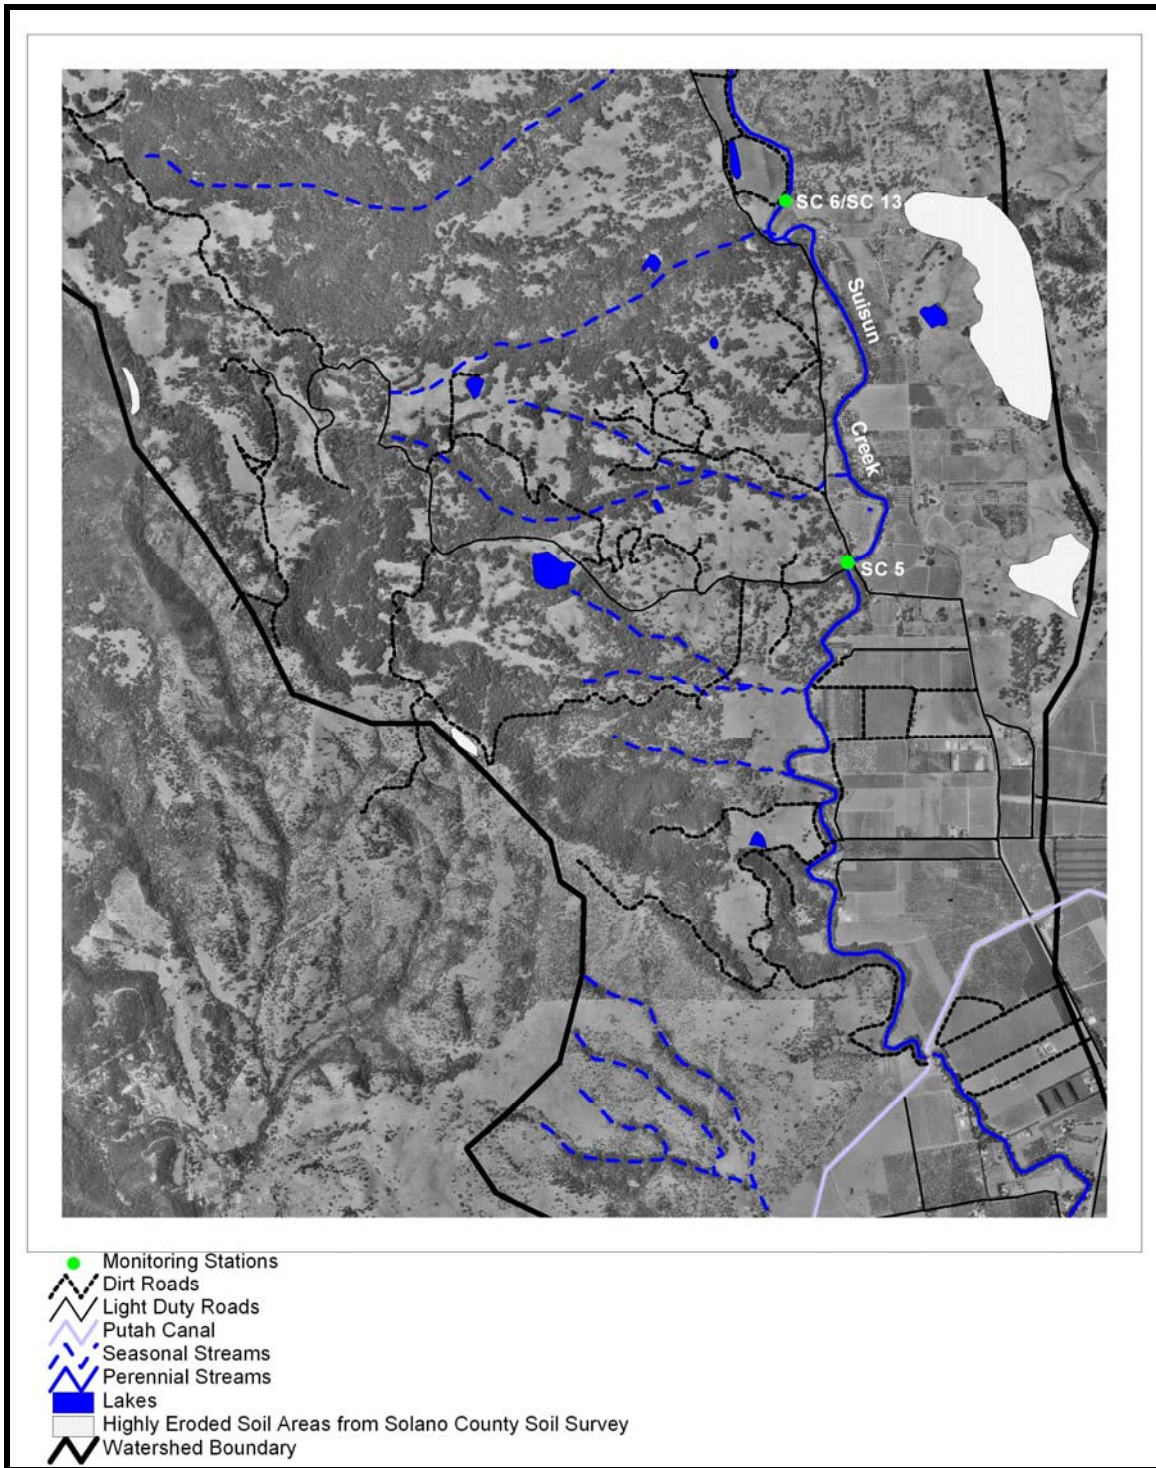 SC 6/SC 13
Suisun
Creek
SC 5
Monitoring Stations
Dirt Roads
Light Duty Roads
Putah Canal
Seasonal Streams
Perennial Streams
Lakes
Highly Eroded Soil Areas from Solano County Soil Survey
Watershed Boundary